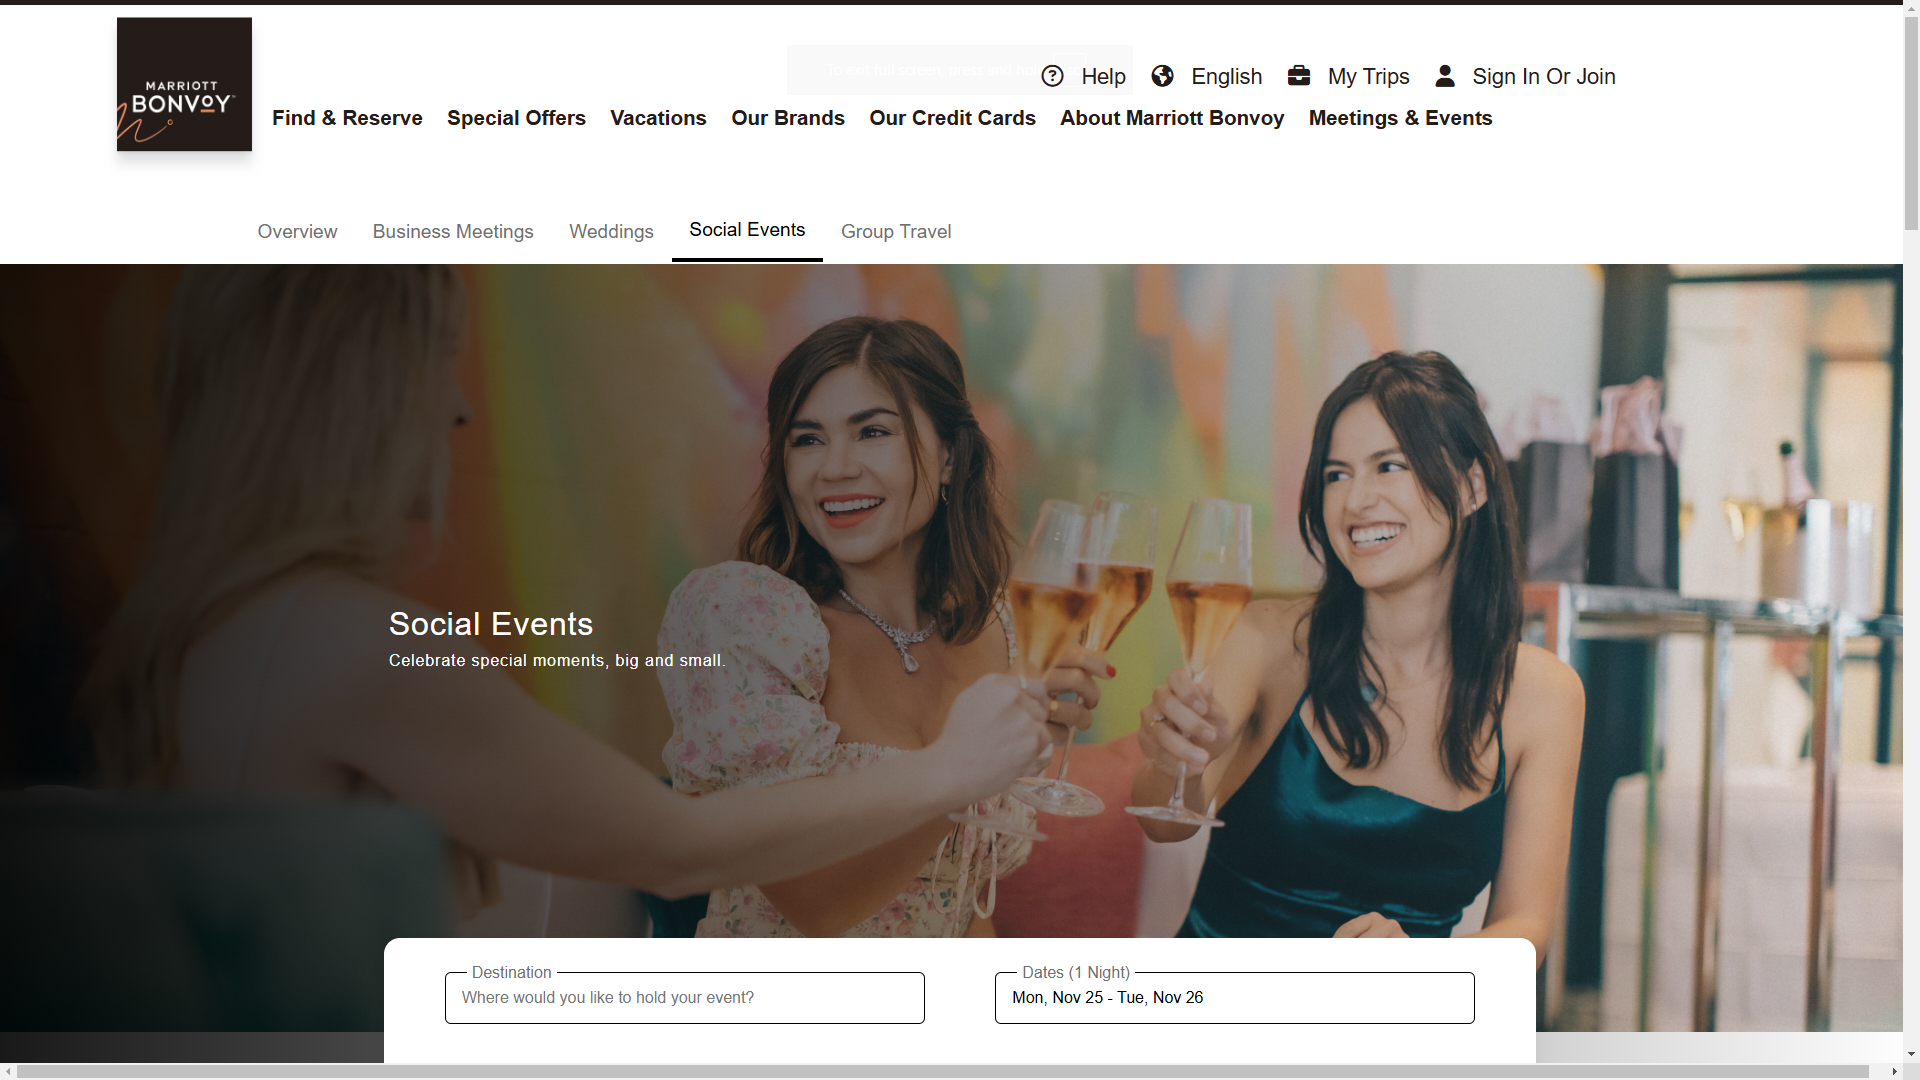 MARRIOTT
BONVOY
To exit full screen, press and hold
Help
English
My Trips
Sign In Or Join
Find & Reserve
Special Offers
Vacations
Our Brands
Our Credit Cards
About Marriott Bonvoy
Meetings & Events
Overview
Business Meetings
Weddings
Social Events
Group Travel
Social Events
Celebrate special moments, big and small.
Destination
Where would you like to hold your event?
Dates (1 Night)
Mon, Nov 25 - Tue, Nov 26